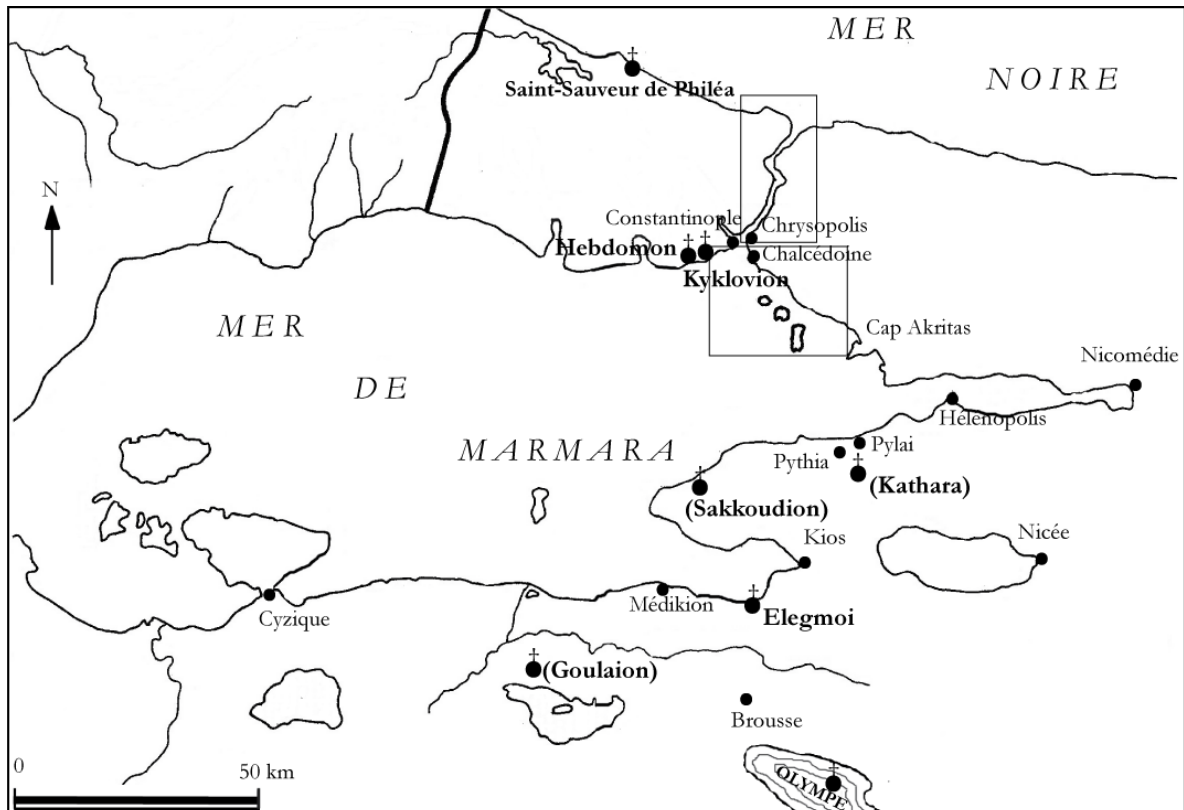 MER
NOIRE
Saint-Sauveur de Philéa
N
Constantinople
Chrysopolis
Hebdomon
Chalcédoine
Kyklovion
MER
Cap Akritas
Nicomédie
DE
Hélénopolis
MARMARA
Pylai
Pythia
(Kathara)
(Sakkoudion)
Kios
Nicée
Médikion
Cyzique
Elegmoi
(Goulaion)
Brousse
0
50 km
OLYMPE